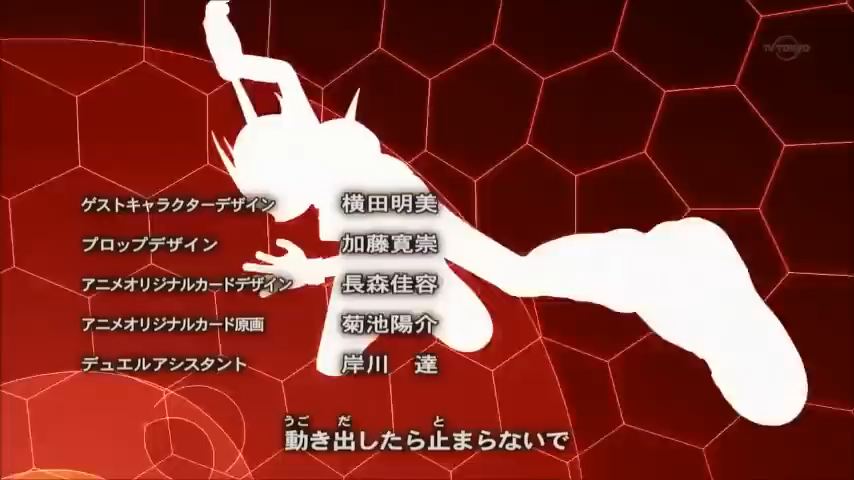 TV TOKYO
ゲストキャラクターデザイン 横田明美
プロップデザイン 加藤寛崇
アニメオリジナルカードデザイン 長森佳容
アニメオリジナルカード原画 菊池陽介
デュエルアシスタント 岸川 達
うご だ と
動き出したら止まらないで